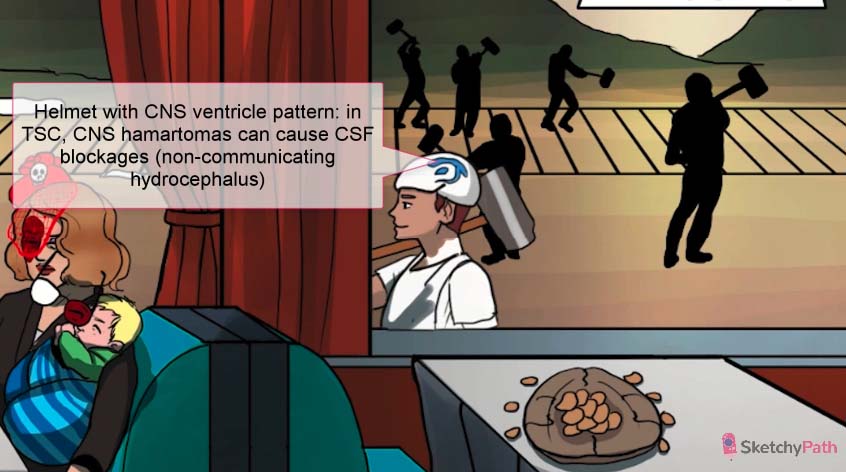 Helmet with CNS ventricle pattern: in
TSC, CNS hamartomas can cause CSF
blockages (non-communicating
hydrocephalus)
SketchyPath